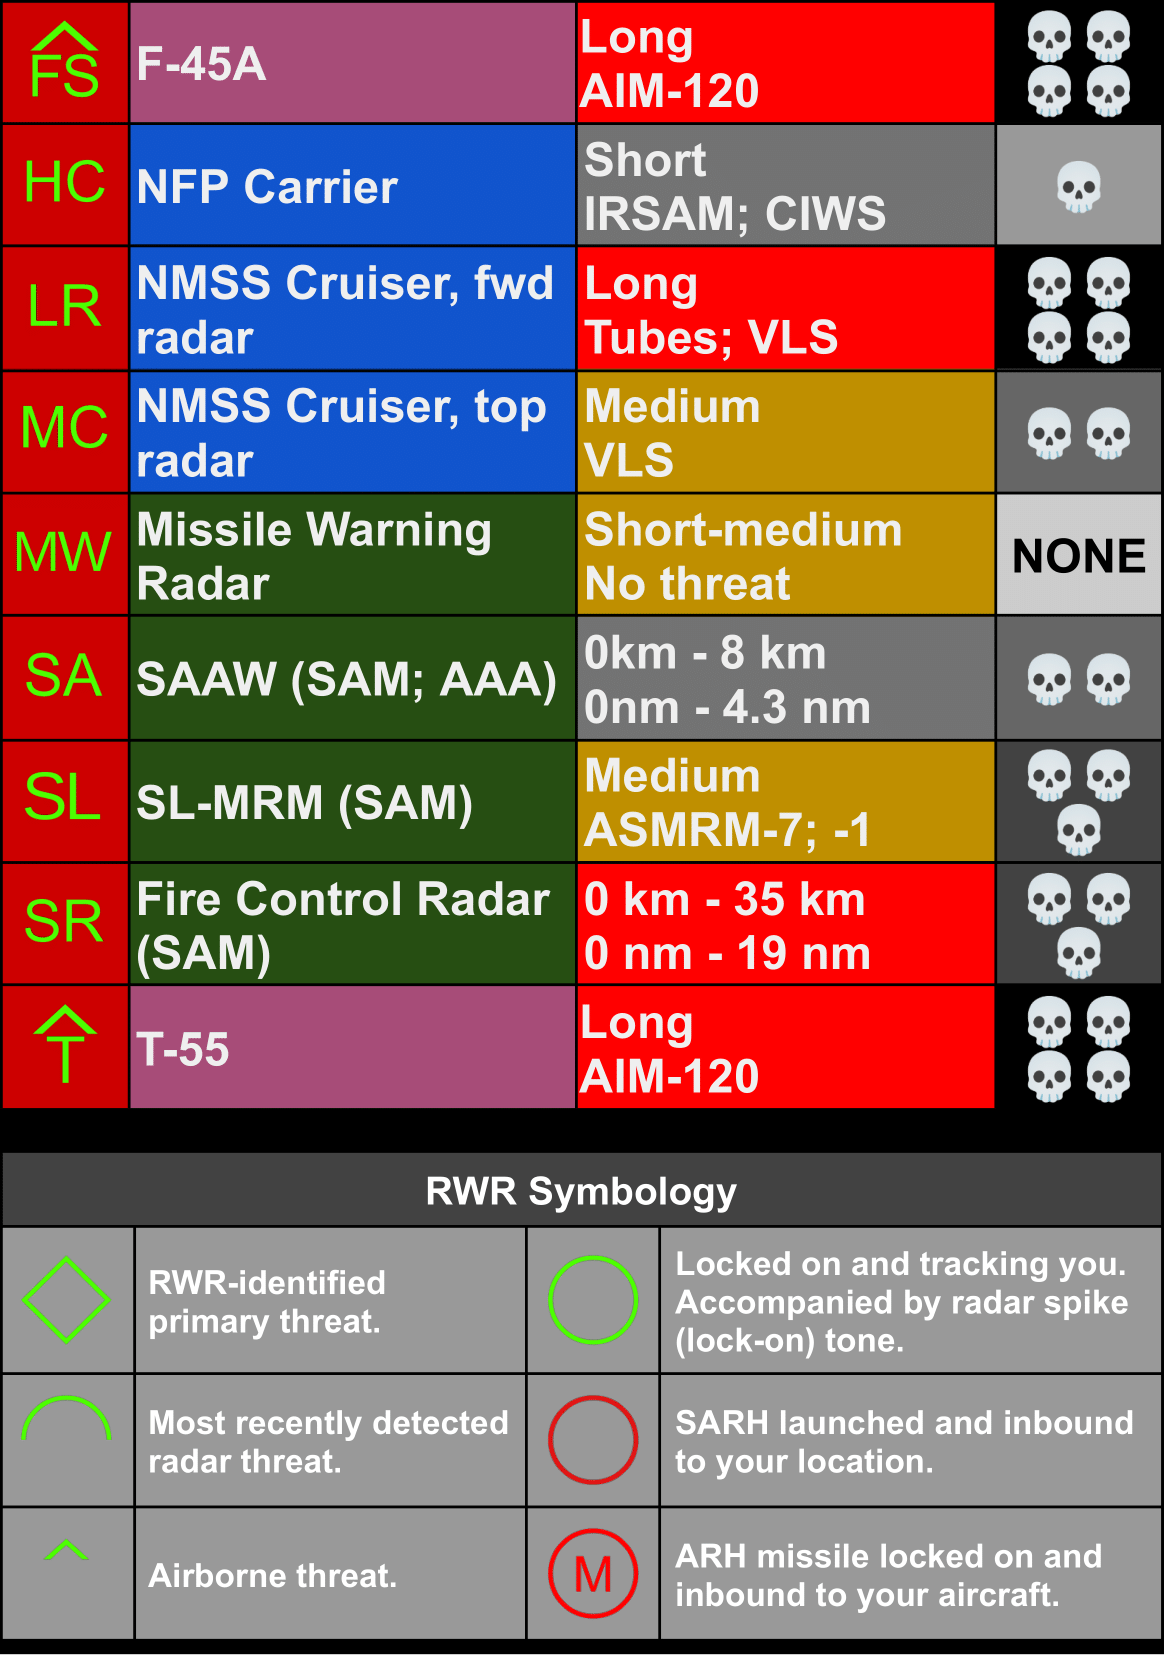 FS
F-45A
Long
AIM-120
HC
NFP Carrier
Short
IRSAM; CIWS
LR
NMSS Cruiser, fwd
radar
Long
Tubes; VLS
MC
NMSS Cruiser, top
radar
Medium
VLS
MW
Missile Warning
Radar
Short-medium
No threat
NONE
SA
SAAW (SAM; AAA)
0km - 8 km
0nm - 4.3 nm
SL
SL-MRM (SAM)
Medium
ASMRM-7; -1
SR
Fire Control Radar
(SAM)
0 km - 35 km
0 nm - 19 nm
T
T-55
Long
AIM-120
RWR Symbology
RWR-identified
primary threat.
Locked on and tracking you.
Accompanied by radar spike
(lock-on) tone.
Most recently detected
radar threat.
SARH launched and inbound
to your location.
Airborne threat.
M
ARH missile locked on and
inbound to your aircraft.